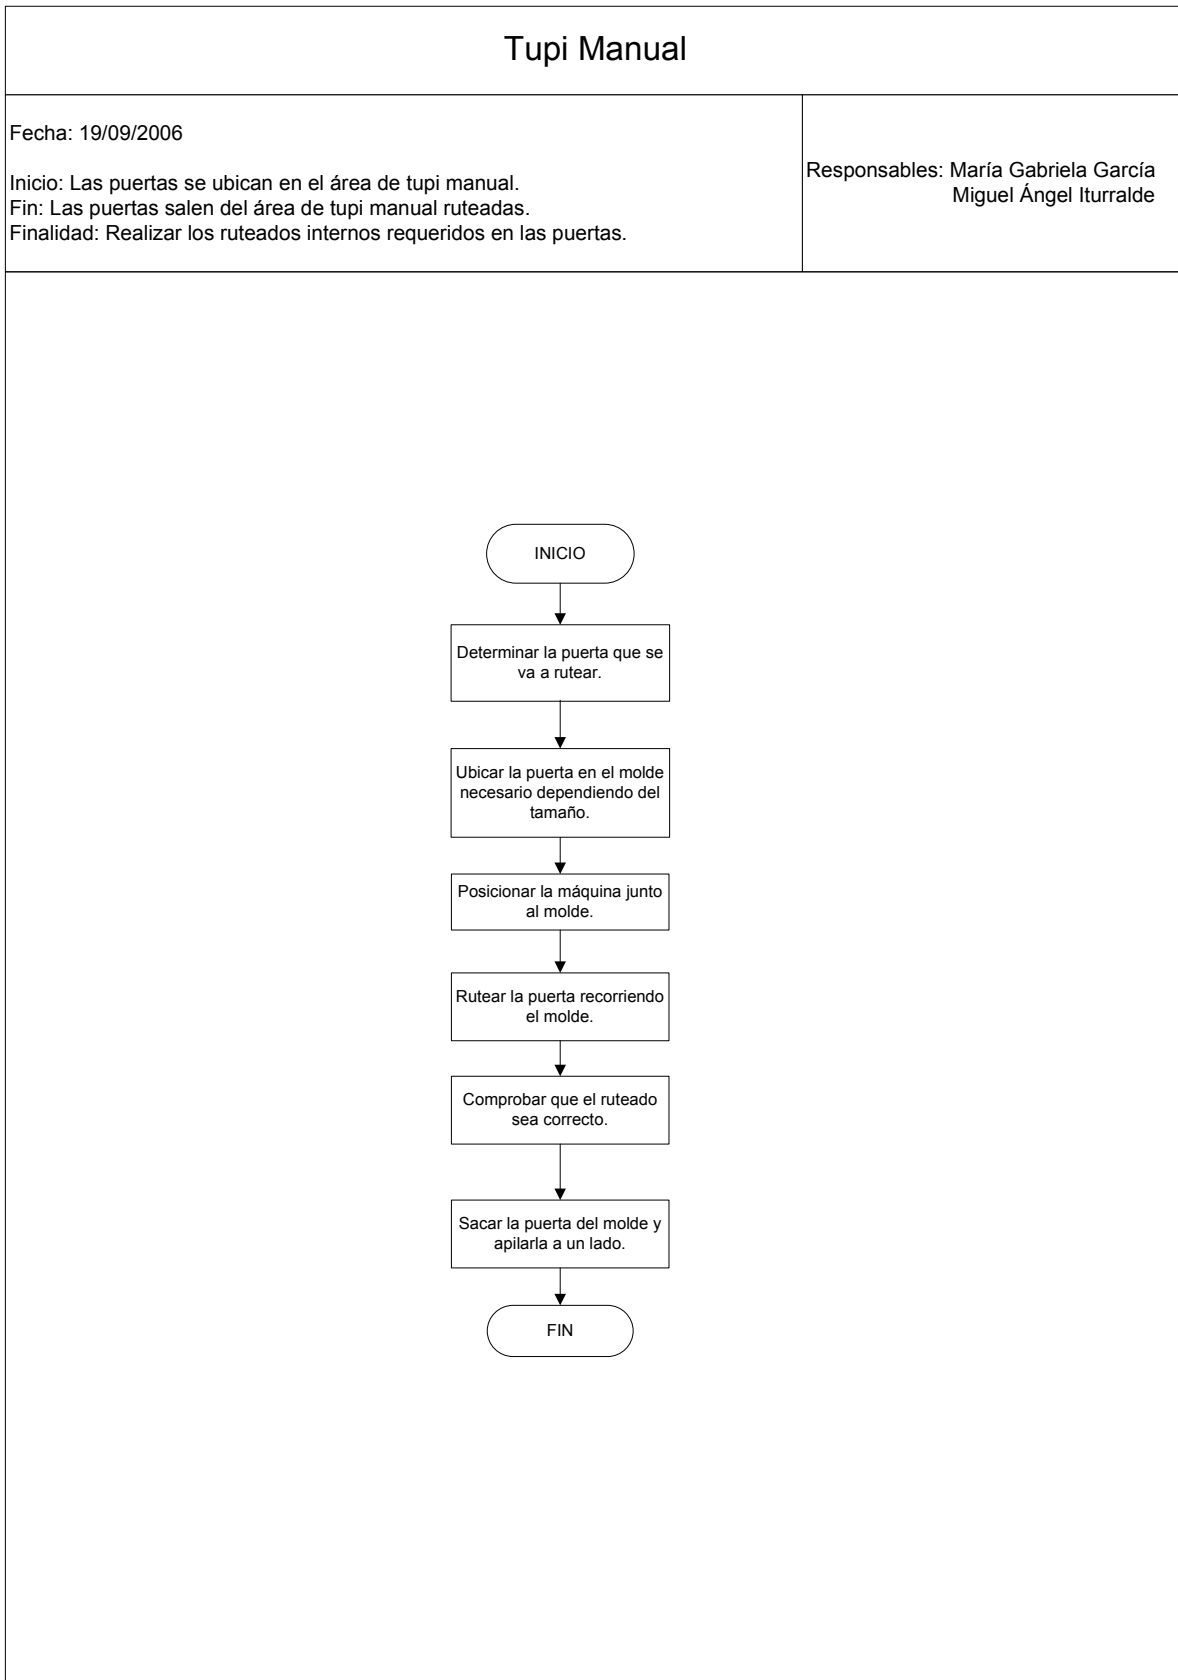 Tupi Manual
Fecha: 19/09/2006
Inicio: Las puertas se ubican en el área de tupi manual.
Fin: Las puertas salen del área de tupi manual ruteadas.
Finalidad: Realizar los ruteados internos requeridos en las puertas.
Responsables: María Gabriela García
Miguel Ángel Iturralde
INICIO
Determinar la puerta que se
va a rutear.
Ubicar la puerta en el molde
necesario dependiendo del
tamaño.
Posicionar la máquina junto
al molde.
Rutear la puerta recorriendo
el molde.
Comprobar que el ruteado
sea correcto.
Sacar la puerta del molde y
apilarla a un lado.
FIN